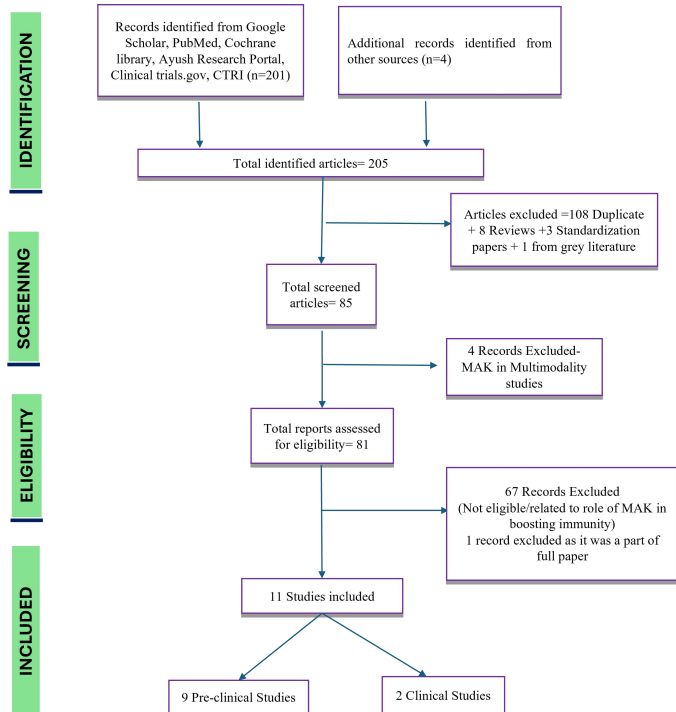 IDENTIFICATION
Records identified from Google
Scholar, PubMed, Cochrane
library, Ayush Research Portal,
Clinical trials.gov, CTRI (n=201)
Additional records identified from
other sources (n=4)
Total identified articles= 205
Articles excluded =108 Duplicate
+ 8 Reviews +3 Standardization
papers + 1 from grey literature
SCREENING
Total screened
articles= 85
4 Records Excluded-
MAK in Multimodality
studies
ELIGIBILITY
Total reports assessed
for eligibility= 81
67 Records Excluded
(Not eligible/related to role of MAK in
boosting immunity)
1 record excluded as it was a part of
full paper
INCLUDED
11 Studies included
9 Pre-clinical Studies
2 Clinical Studies